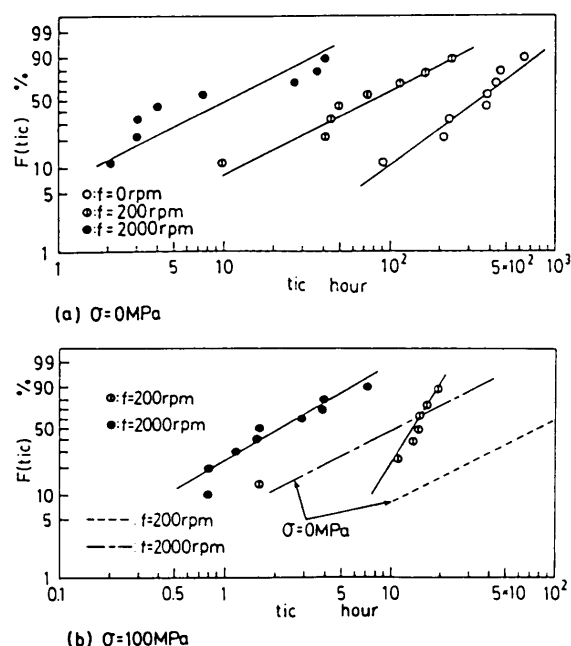 99
90
50
10
5
1
F(tic) %
○:f=0rpm
⦶:f=200rpm
●:f=2000rpm
1 5 10 5 10² 5×10² 10³
tic hour
(a) σ=0MPa
99
90
50
10
5
1
F(tic) %
⦶:f=200rpm
●:f=2000rpm
σ=0MPa
:f=200rpm
:f=2000rpm
0.1 0.5 1 5 10 5×10 10²
tic hour
(b) σ=100MPa